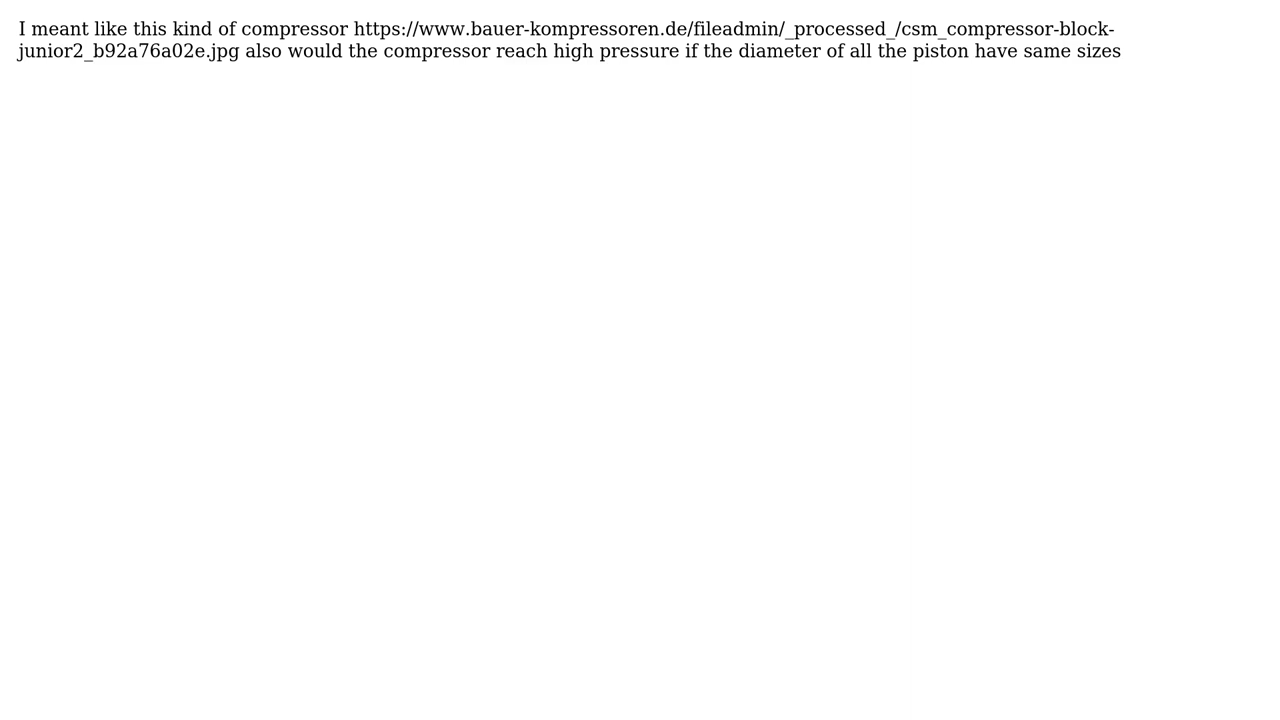 I meant like this kind of compressor https://www.bauer-kompressoren.de/fileadmin/_processed_/csm_compressor-block-
junior2_b92a76a02e.jpg also would the compressor reach high pressure if the diameter of all the piston have same sizes